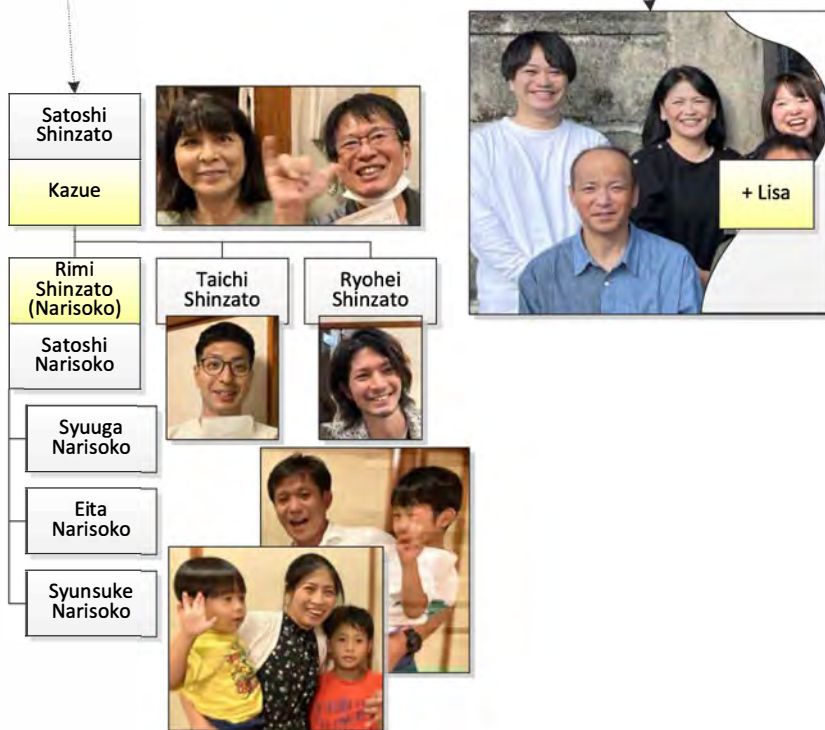 Satoshi
Shinzato
Kazue
+ Lisa
Rimi
Shinzato
(Narisoko)
Taichi
Shinzato
Ryohei
Shinzato
Satoshi
Narisoko
Syuuga
Narisoko
Eita
Narisoko
Syunsuke
Narisoko